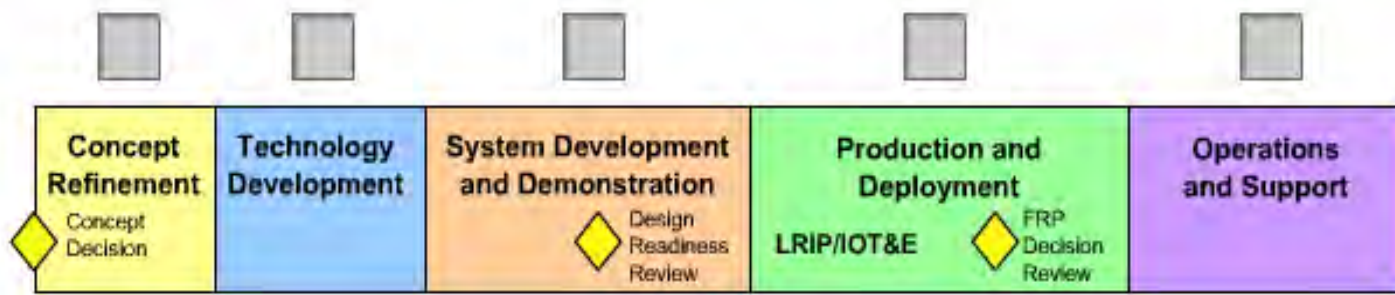 Concept
Refinement
Concept
Decision
Technology
Development
System Development
and Demonstration
Design
Readiness
Review
Production and
Deployment
LRIP/IOT&E
FRP
Decision
Review
Operations
and Support